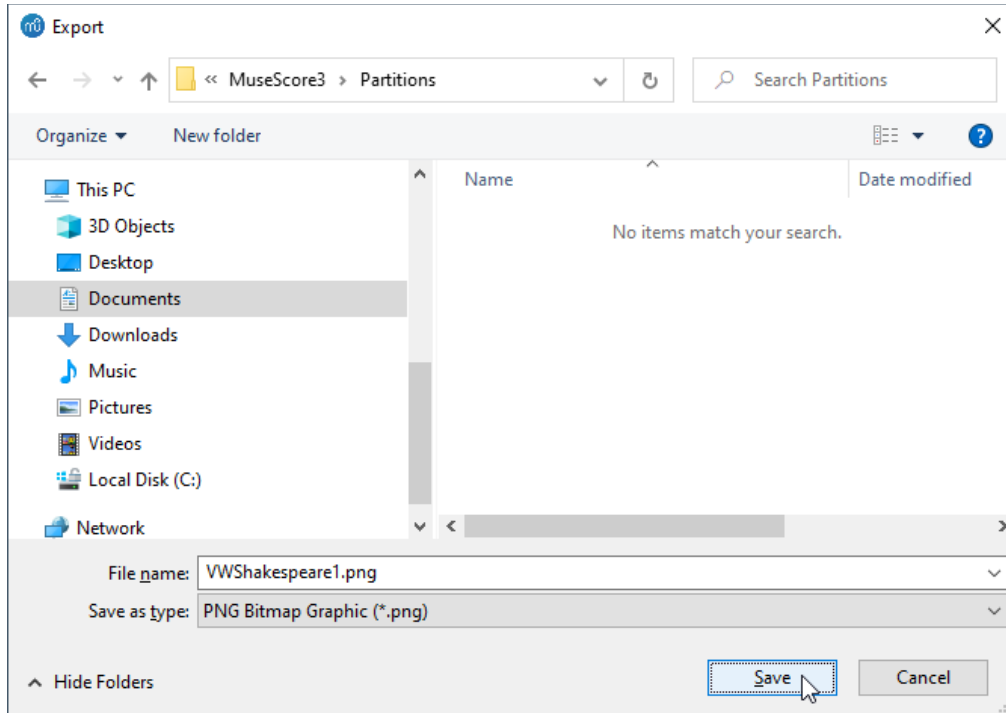 Export
« MuseScore3 > Partitions
Search Partitions
Organize
New folder
?
This PC
3D Objects
Desktop
Documents
Downloads
Music
Pictures
Videos
Local Disk (C:)
Network
Name
Date modified
No items match your search.
File name: VWShakespeare1.png
Save as type: PNG Bitmap Graphic (*.png)
Hide Folders
Save
Cancel